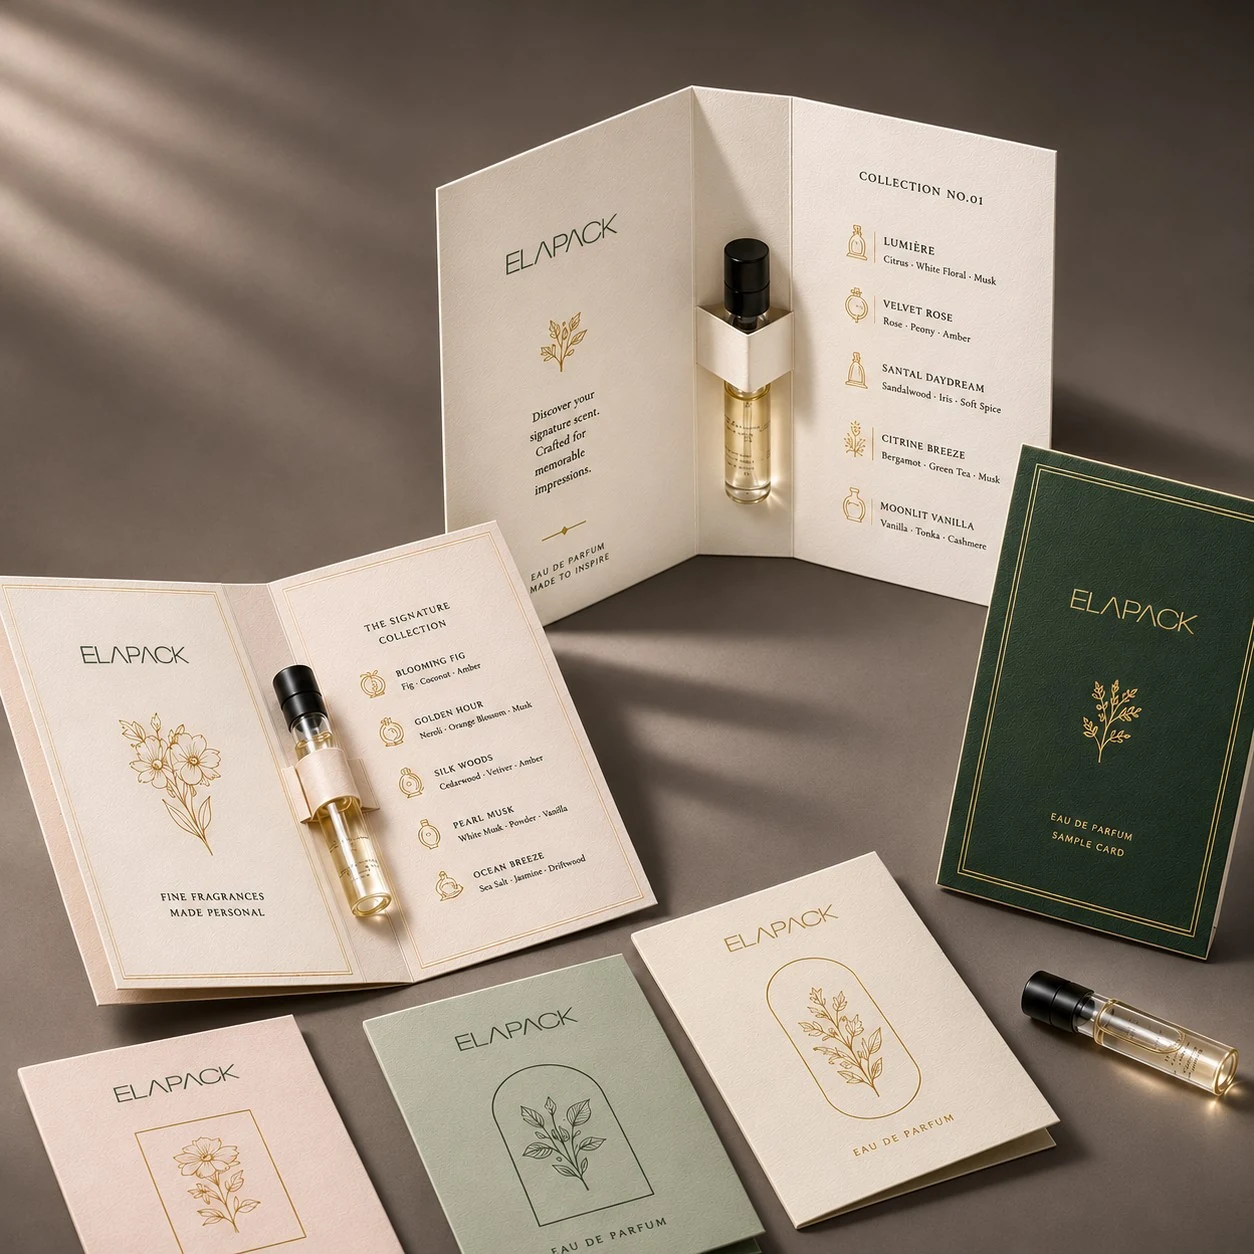 ELAPACK
Discover your
signature scent.
Crafted for
memorable
impressions.
EAU DE PARFUM
MADE TO INSPIRE
COLLECTION NO.01
LUMIÈRE
Citrus · White Floral · Musk
VELVET ROSE
Rose · Peony · Amber
SANTAL DAYDREAM
Sandalwood · Iris · Soft Spice
CITRINE BREEZE
Bergamot · Green Tea · Musk
MOONLIT VANILLA
Vanilla · Tonka · Cashmere
ELAPACK
FINE FRAGRANCES
MADE PERSONAL
THE SIGNATURE
COLLECTION
BLOOMING FIG
Fig · Coconut · Amber
GOLDEN HOUR
Neroli · Orange Blossom · Musk
SILK WOODS
Cedarwood · Vetiver · Amber
PEARL MUSK
White Musk · Powder · Vanilla
OCEAN BREEZE
Sea Salt · Jasmine · Driftwood
ELAPACK
EAU DE PARFUM
SAMPLE CARD
ELAPACK
ELAPACK
EAU DE PARFUM
ELAPACK
EAU DE PARFUM